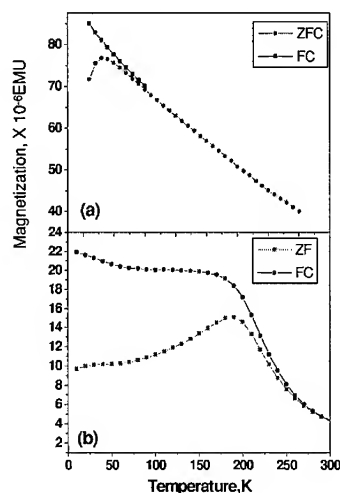 Magnetization, X 10-6EMU
ZFC
FC
80
70
60
50
40
(a)
24
22
20
18
16
14
12
10
8
6
4
2
ZF
FC
(b)
0 50 100 150 200 250 300
Temperature,K